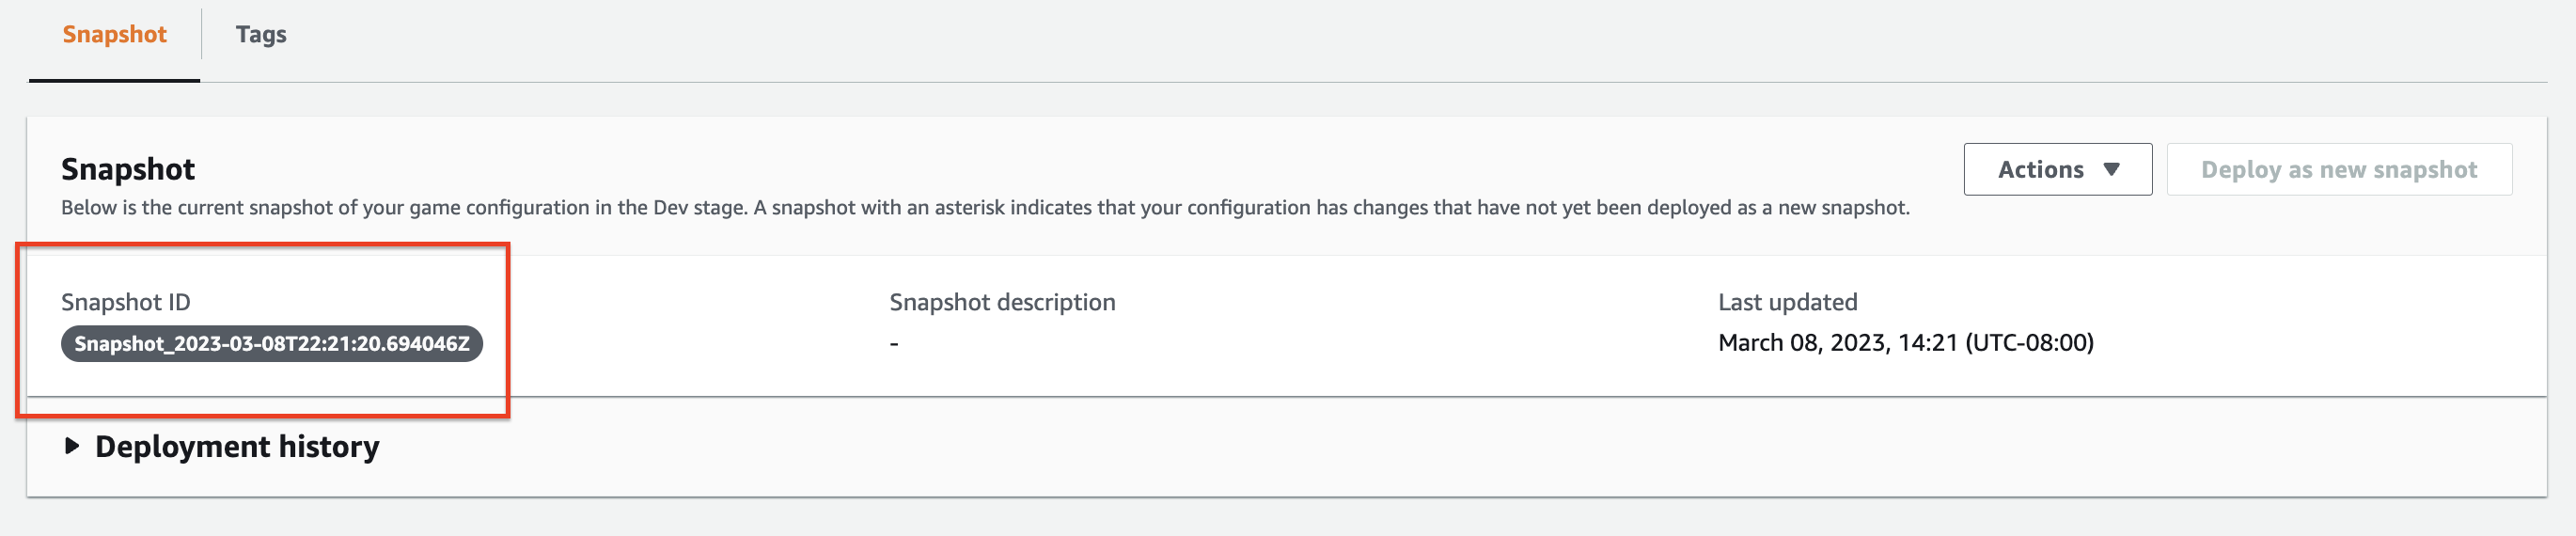 Snapshot
Tags
Snapshot
Actions
Deploy as new snapshot
Below is the current snapshot of your game configuration in the Dev stage. A snapshot with an asterisk indicates that your configuration has changes that have not yet been deployed as a new snapshot.
Snapshot ID
Snapshot_2023-03-08T22:21:20.694046Z
Snapshot description
-
Last updated
March 08, 2023, 14:21 (UTC-08:00)
Deployment history